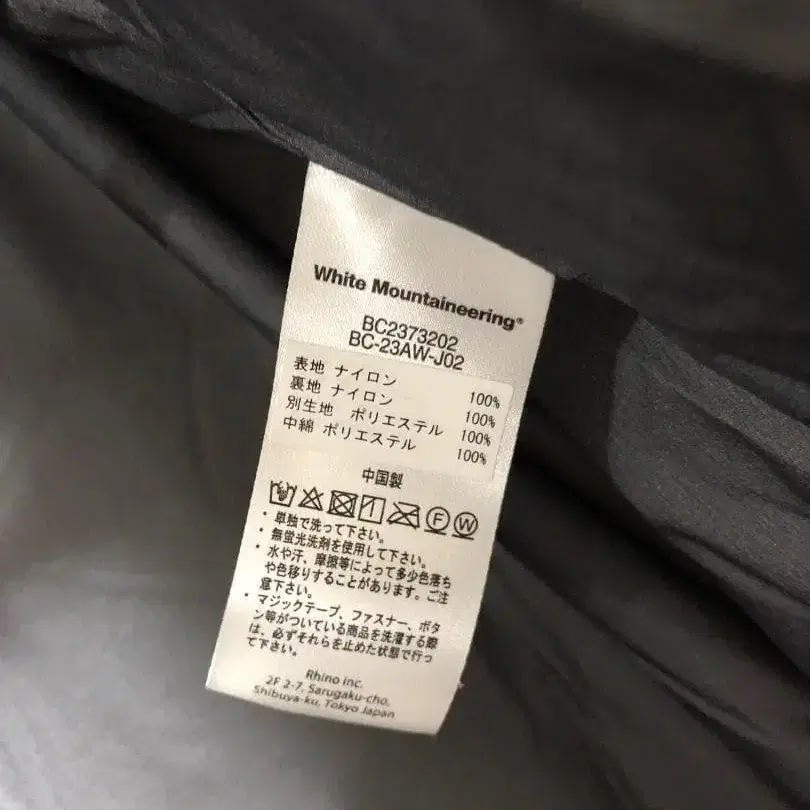 White Mountaineering®
BC2373202
BC-23AW-J02
表地 ナイロン 100%
裏地 ナイロン 100%
別生地 ポリエステル 100%
中綿 ポリエステル 100%
中国製
F W
・単独で洗って下さい。
・無蛍光洗剤を使用して下さい。
・水や汗、摩擦等によって多少色落ち
や色移りすることがあります。ご注
意下さい。
・マジックテープ、ファスナー、ボタ
ン等がついている商品を洗濯する際
は、必ずそれらを止めた状態で行っ
て下さい。
Rhino inc.
2F 2-7, Sarugaku-cho,
Shibuya-ku, Tokyo Japan